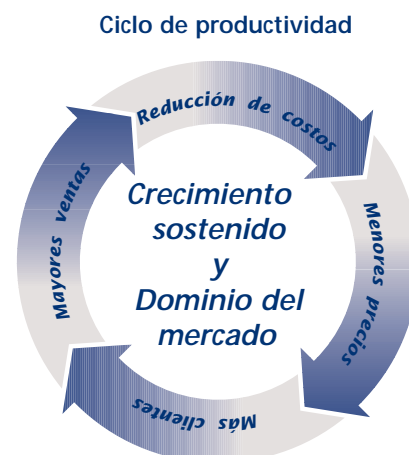 Ciclo de productividad
Reducción de costos
Menores precios
Más clientes
Mayores ventas
Crecimiento
sostenido
y
Dominio del
mercado